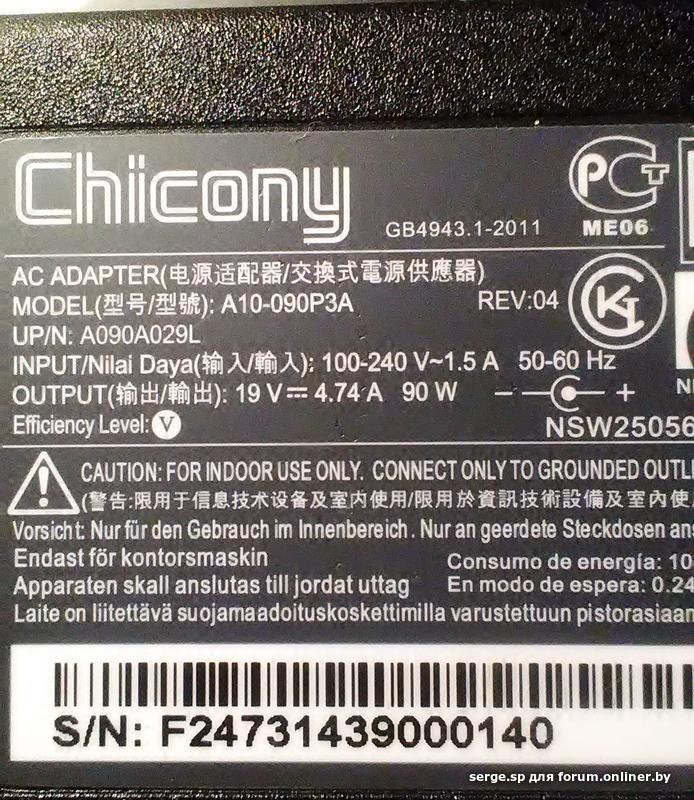 Chicony
GB4943.1-2011
ME06
AC ADAPTER(电源适配器/交換式電源供應器)
MODEL(型号/型號): A10-090P3A REV:04
UP/N: A090A029L
INPUT/Nilai Daya(输入/輸入): 100-240 V~1.5 A 50-60 Hz
OUTPUT(输出/輸出): 19 V⎓ 4.74 A 90 W
Efficiency Level: V
NSW25056
CAUTION: FOR INDOOR USE ONLY. CONNECT ONLY TO GROUNDED OUTL
(警告:限用于信息技术设备及室内使用/限用於資訊技術設備及室內使
Vorsicht: Nur für den Gebrauch im Innenbereich. Nur an geerdete Steckdosen an
Endast för kontorsmaskin
Consumo de energía: 10
Apparaten skall anslutas till jordat uttag
En modo de espera: 0.24
Laite on liitettävä suojamaadoituskoskettimilla varustettuun pistorasiaan
S/N: F24731439000140
serge.sp для forum.onliner.by